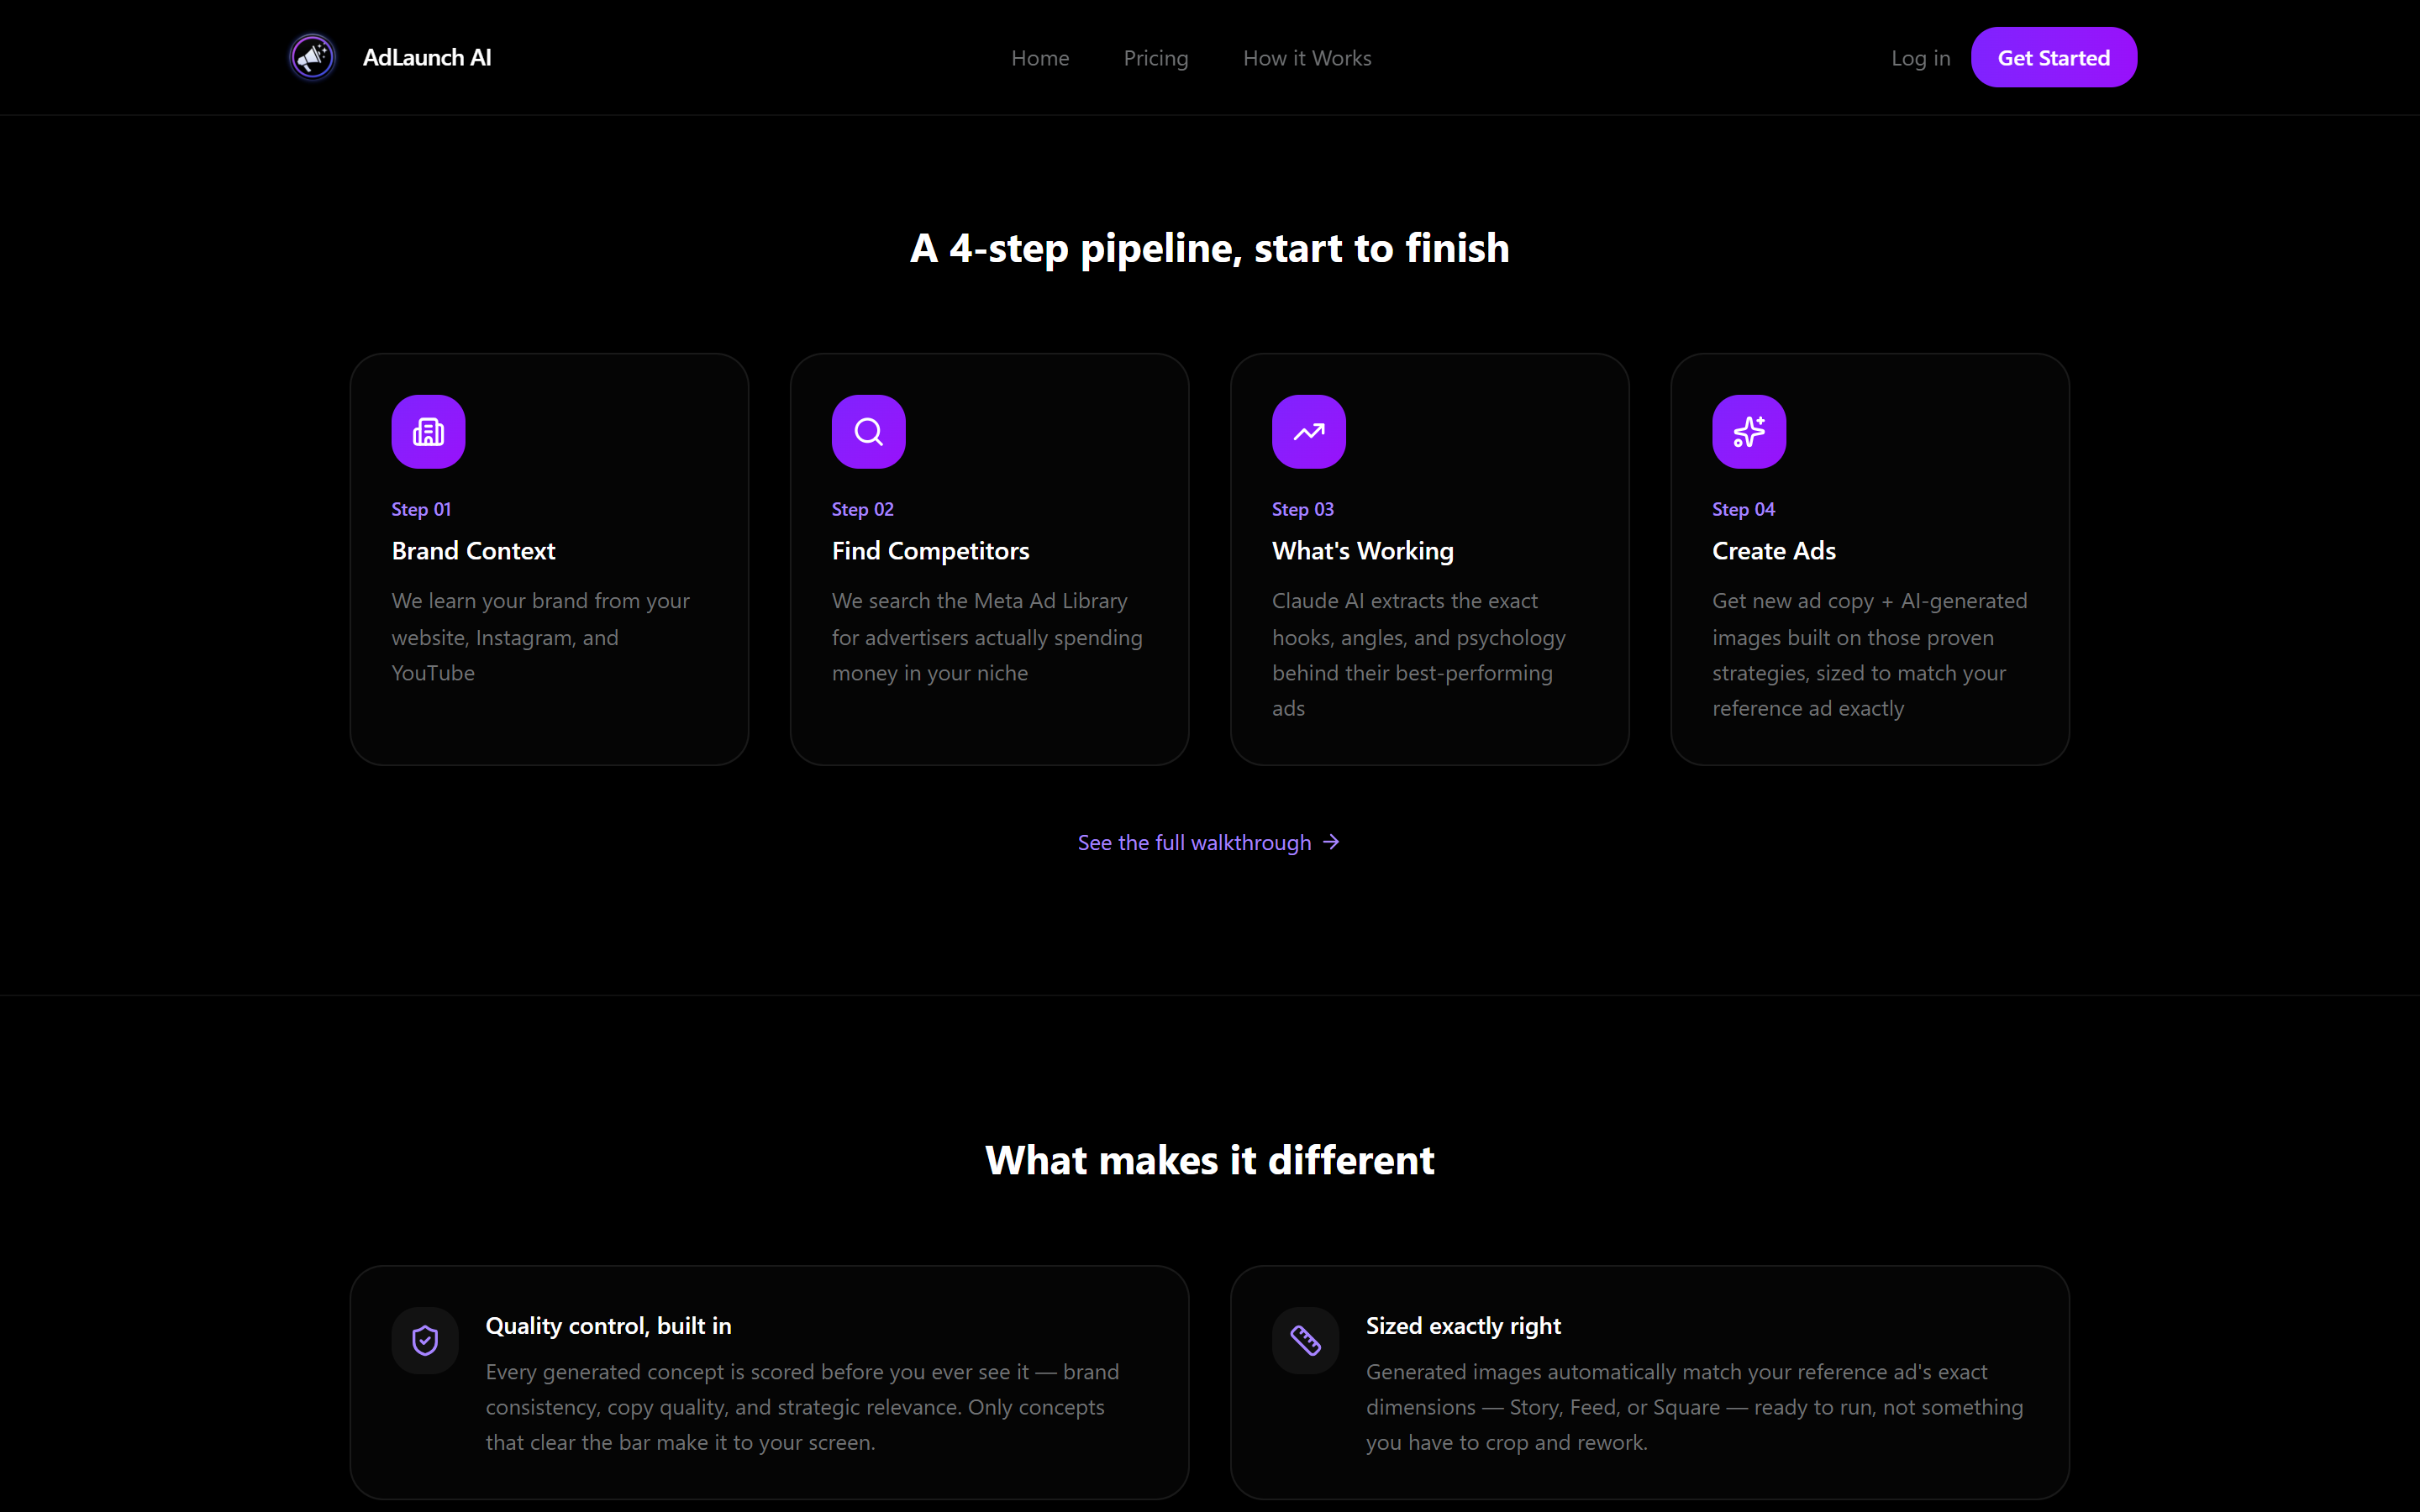 AdLaunch AI
Home
Pricing
How it Works
Log in
Get Started
A 4-step pipeline, start to finish
Step 01
Brand Context
We learn your brand from your
website, Instagram, and
YouTube
Step 02
Find Competitors
We search the Meta Ad Library
for advertisers actually spending
money in your niche
Step 03
What's Working
Claude AI extracts the exact
hooks, angles, and psychology
behind their best-performing
ads
Step 04
Create Ads
Get new ad copy + AI-generated
images built on those proven
strategies, sized to match your
reference ad exactly
See the full walkthrough →
What makes it different
Quality control, built in
Every generated concept is scored before you ever see it — brand
consistency, copy quality, and strategic relevance. Only concepts
that clear the bar make it to your screen.
Sized exactly right
Generated images automatically match your reference ad's exact
dimensions — Story, Feed, or Square — ready to run, not something
you have to crop and rework.